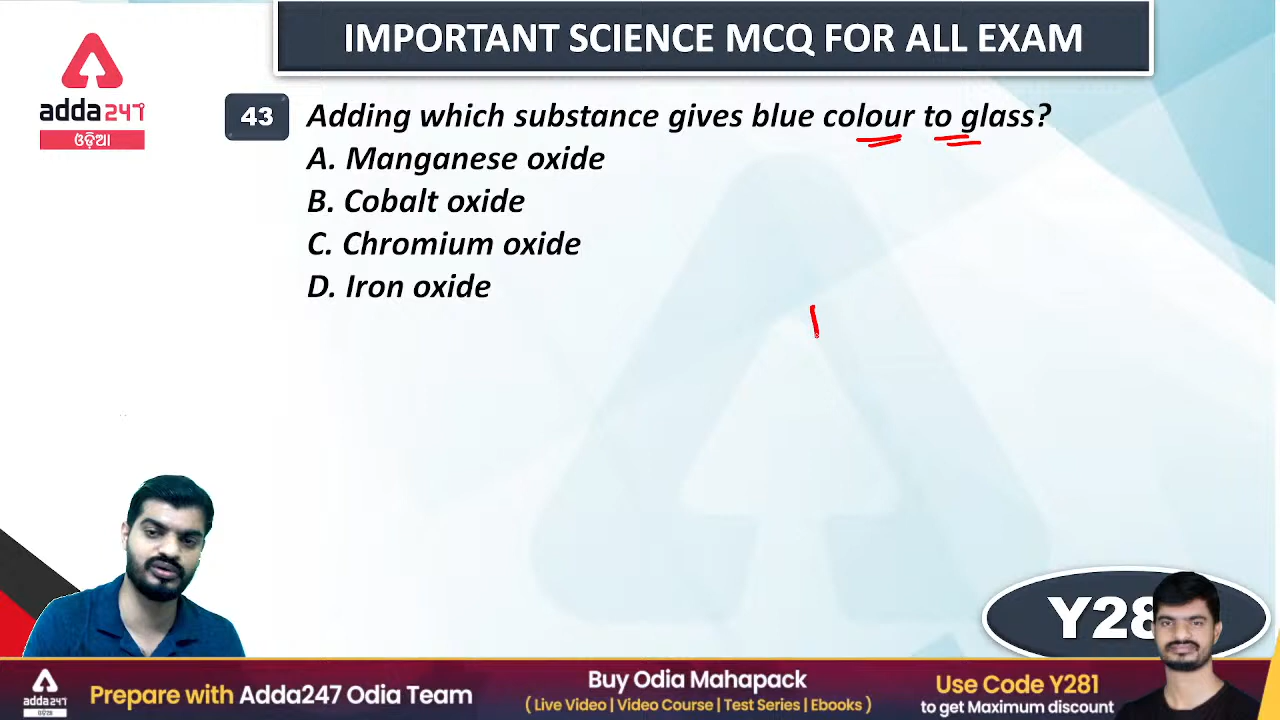 IMPORTANT SCIENCE MCQ FOR ALL EXAM
adda247
ଓଡ଼ିଆ
43 Adding which substance gives blue colour to glass?
A. Manganese oxide
B. Cobalt oxide
C. Chromium oxide
D. Iron oxide
Y28
adda247
ଓଡ଼ିଆ
Prepare with Adda247 Odia Team
Buy Odia Mahapack
( Live Video | Video Course | Test Series | Ebooks )
Use Code Y281
to get Maximum discount